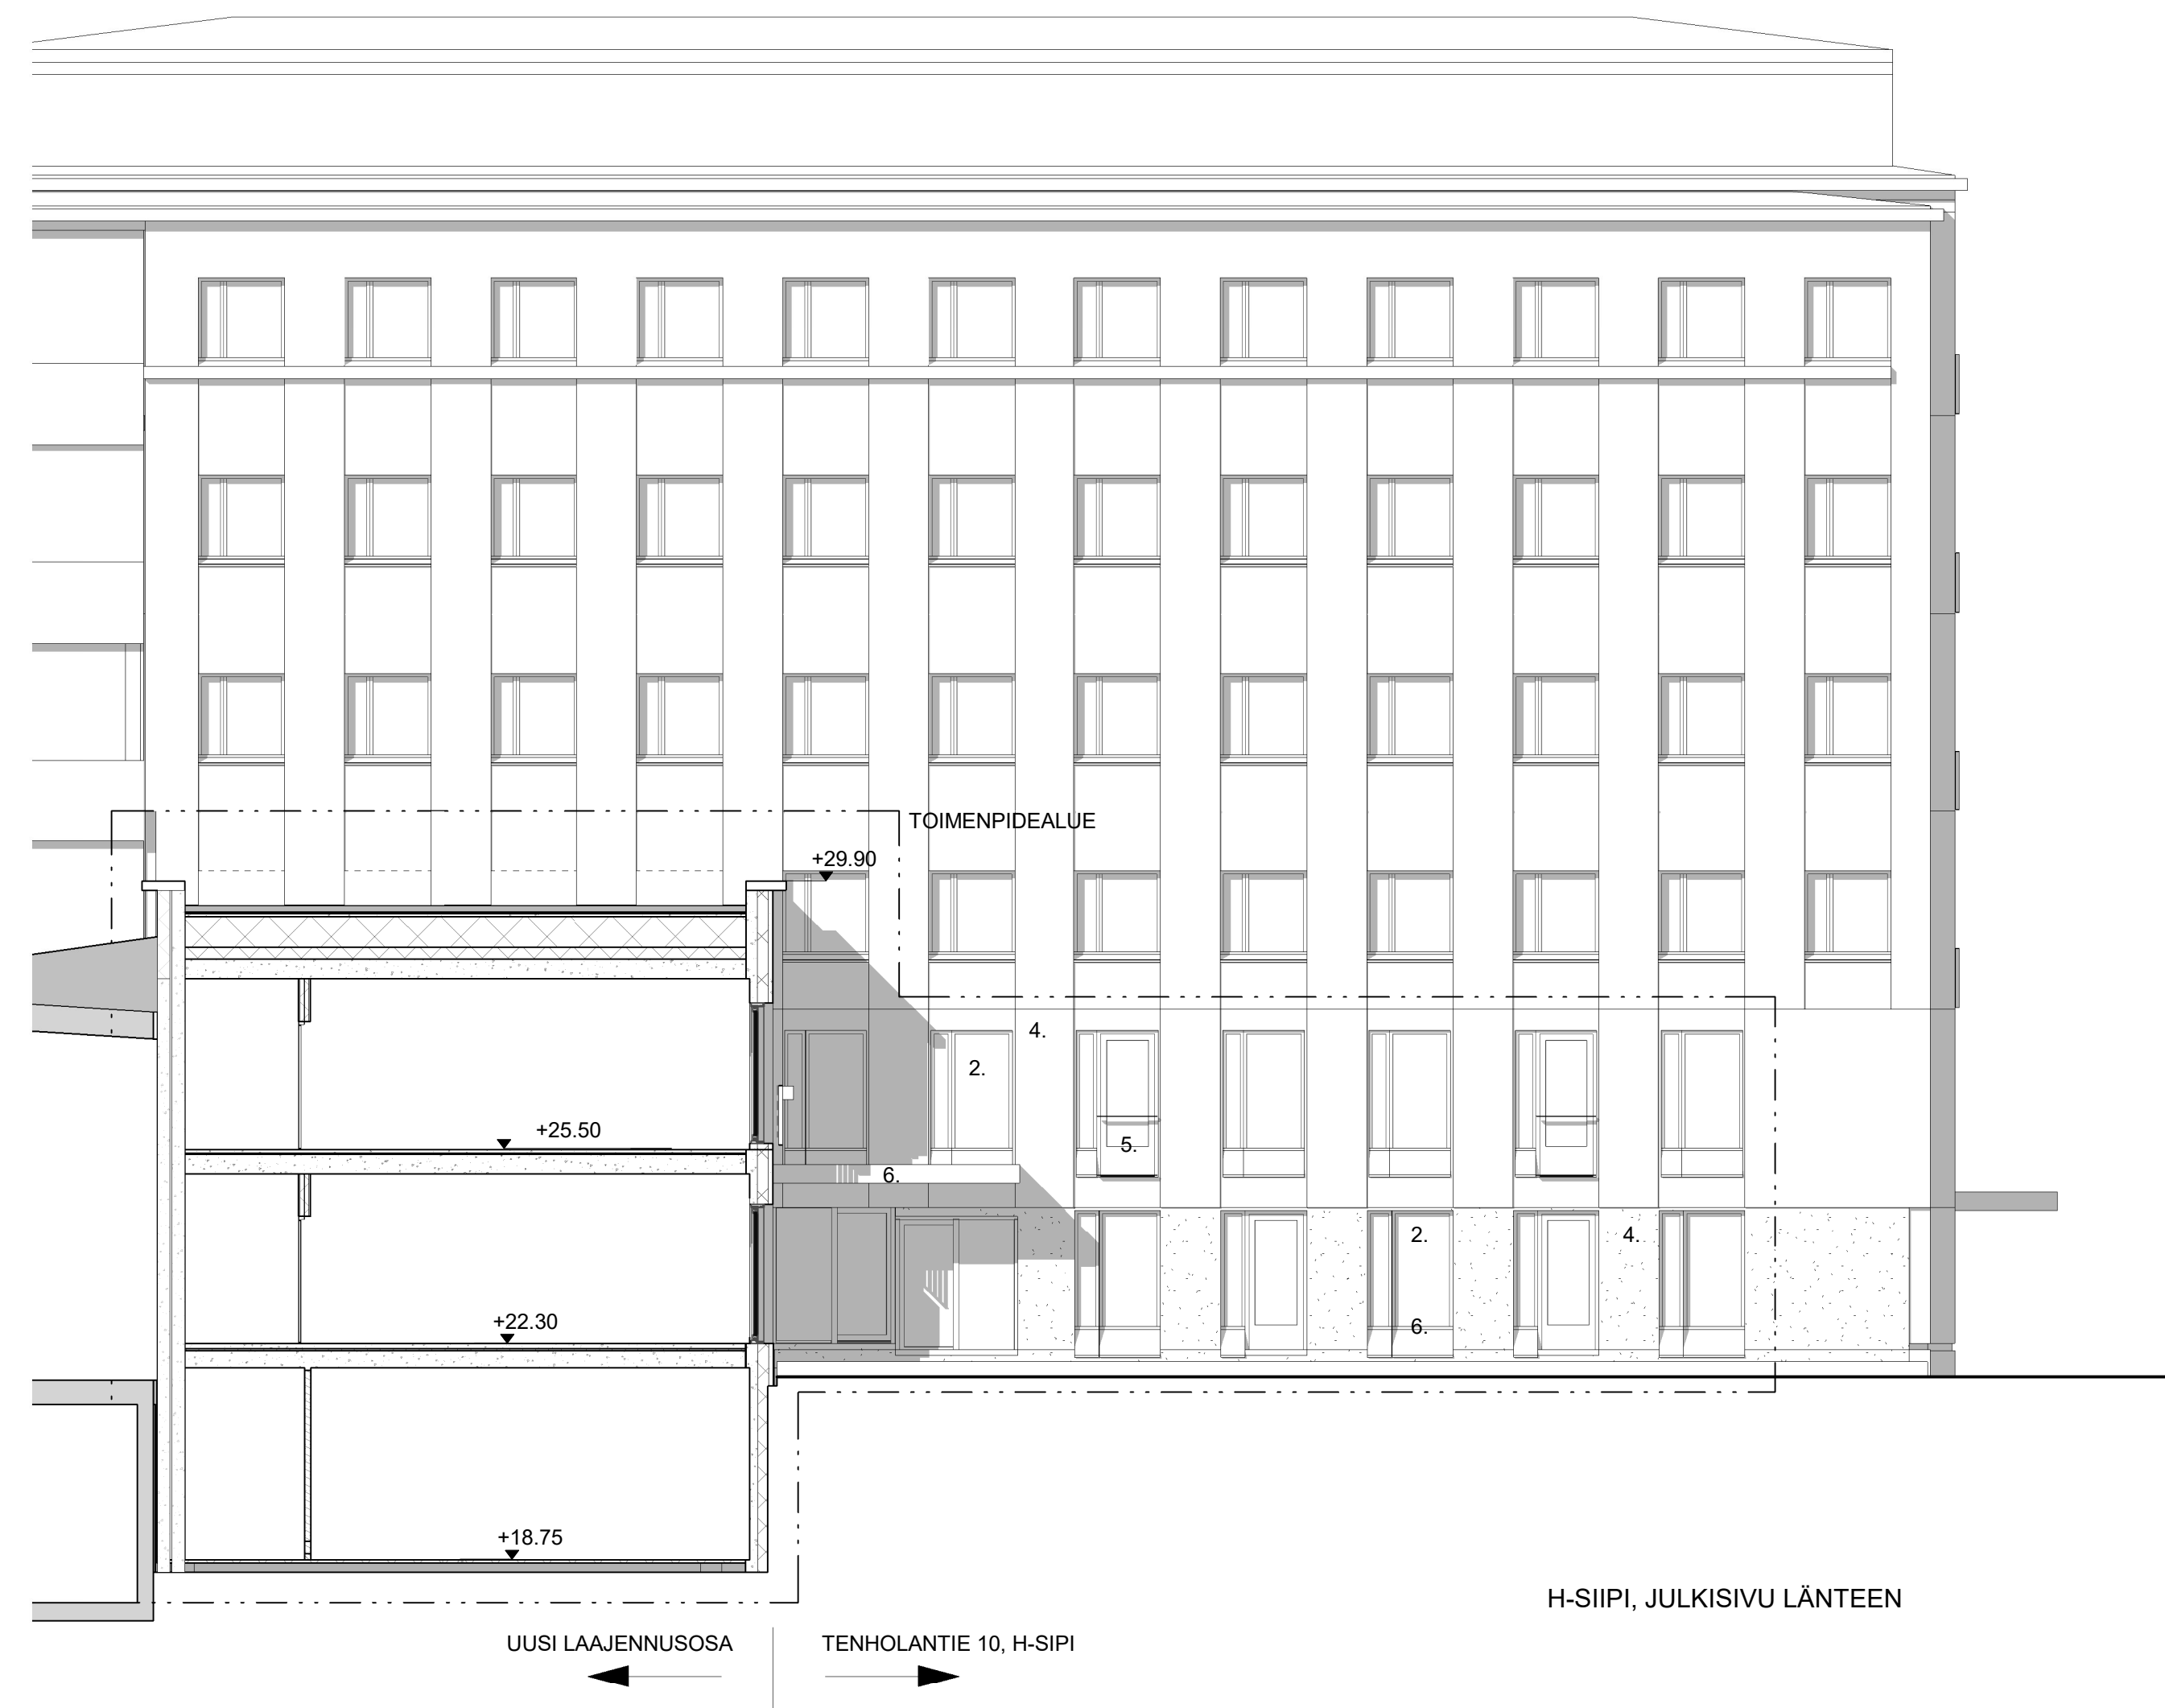 TOIMENPIDEALUE
+29.90
4.
2.
+25.50
5.
6.
2.
4.
+22.30
6.
+18.75
H-SIIPI, JULKISIVU LÄNTEEN
UUSI LAAJENNUSOSA
TENHOLANTIE 10, H-SIPI